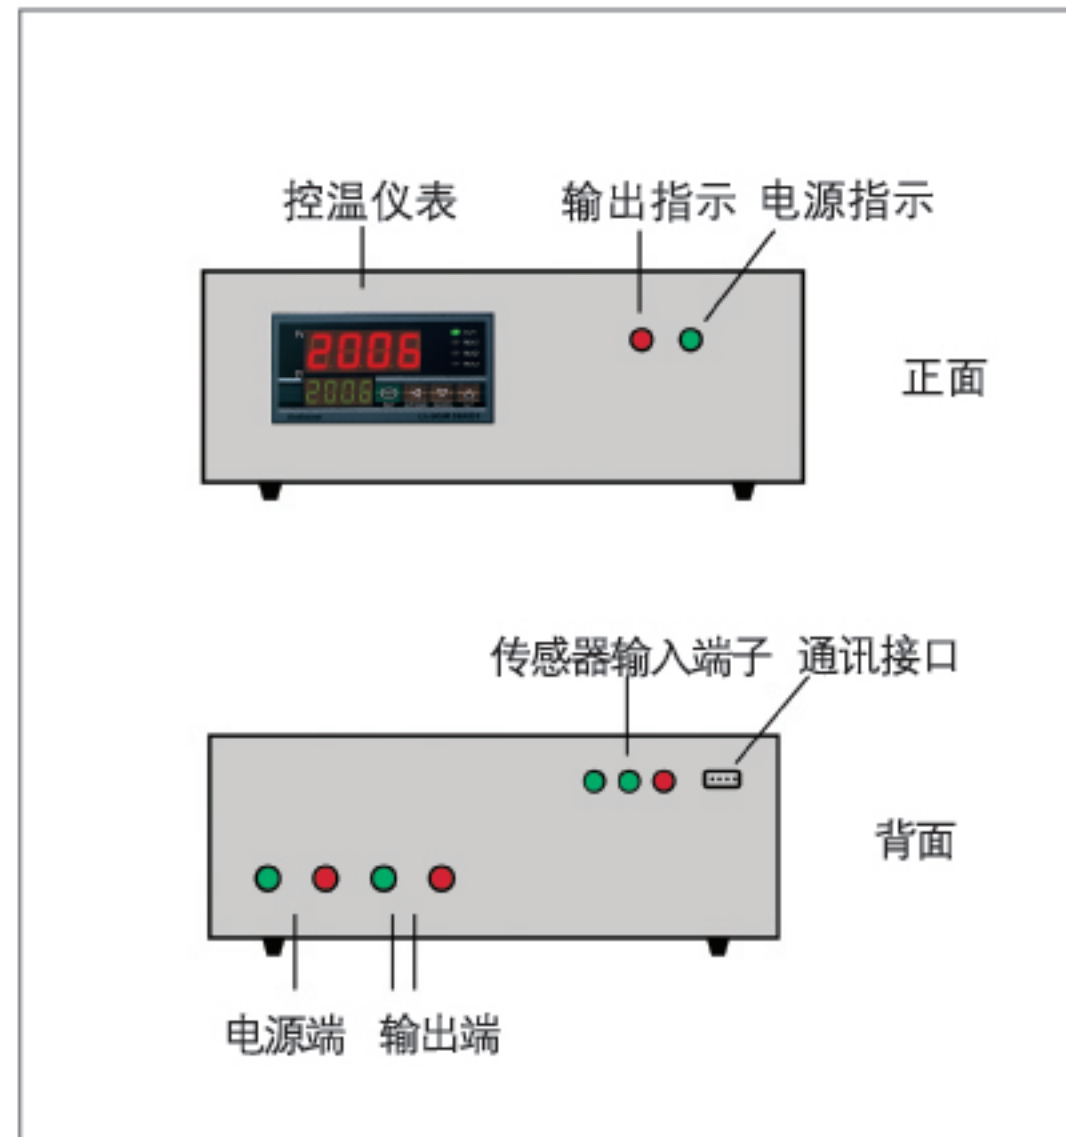 控温仪表 输出指示 电源指示
2006
2006
正面
传感器输入端子 通讯接口
背面
电源端 输出端